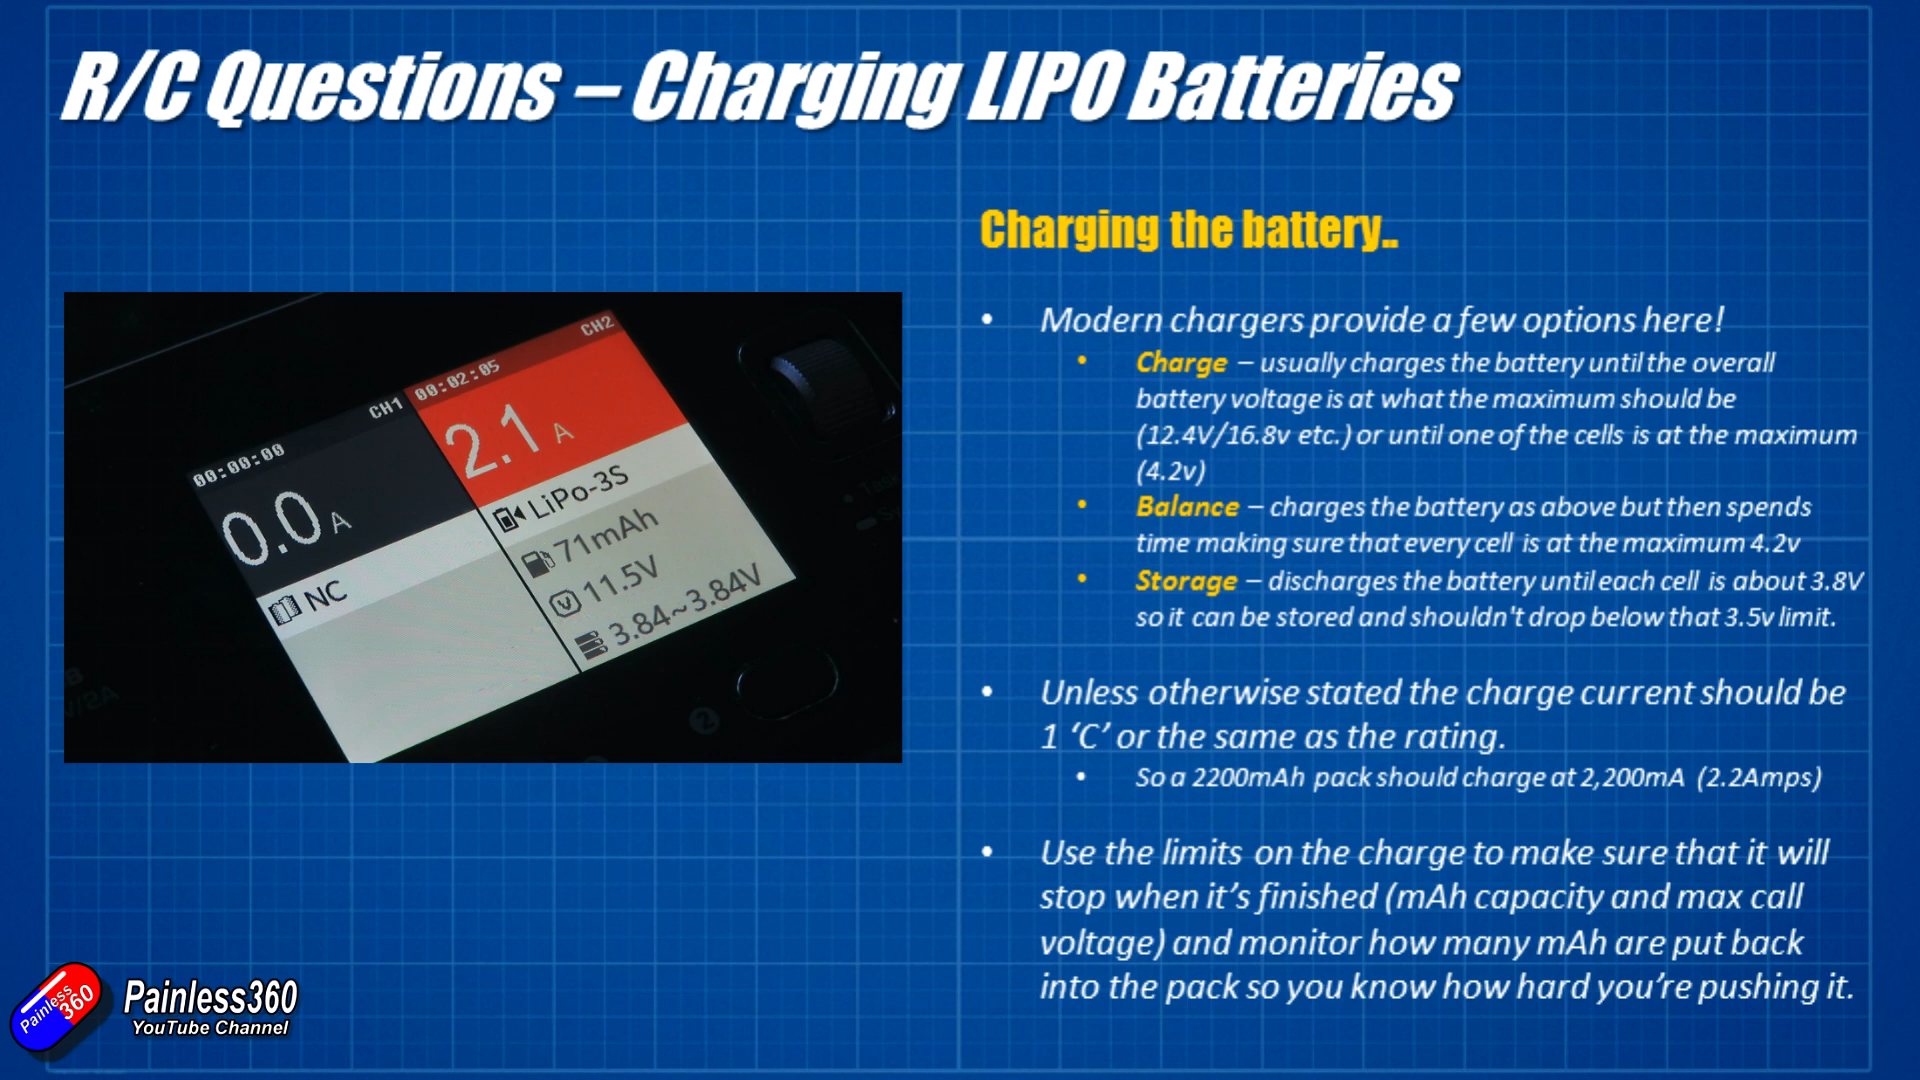 R/C Questions – Charging LIPO Batteries
Charging the battery..
• Modern chargers provide a few options here!
• Charge – usually charges the battery until the overall
battery voltage is at what the maximum should be
(12.4V/16.8v etc.) or until one of the cells is at the maximum
(4.2v)
• Balance – charges the battery as above but then spends
time making sure that every cell is at the maximum 4.2v
• Storage – discharges the battery until each cell is about 3.8V
so it can be stored and shouldn't drop below that 3.5v limit.
• Unless otherwise stated the charge current should be
1 ‘C’ or the same as the rating.
• So a 2200mAh pack should charge at 2,200mA (2.2Amps)
• Use the limits on the charge to make sure that it will
stop when it’s finished (mAh capacity and max call
voltage) and monitor how many mAh are put back
into the pack so you know how hard you’re pushing it.
00:00:00 CH1
0.0 A
NC
00:02:05 CH2
2.1 A
LiPo-3S
71mAh
11.5V
3.84~3.84V
2
Painless
360
Painless360
YouTube Channel